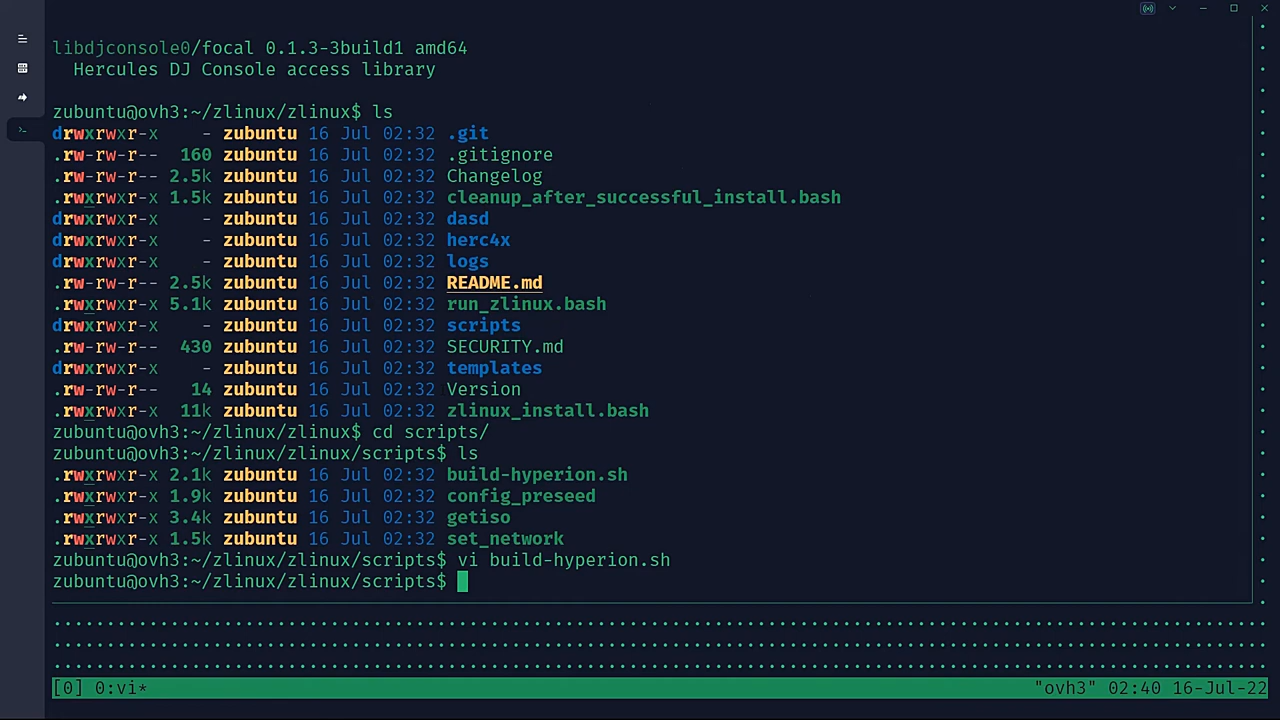 libdjconsole0/focal 0.1.3-3build1 amd64
  Hercules DJ Console access library

zubuntu@ovh3:~/zlinux/zlinux$ ls
drwxrwxr-x    - zubuntu 16 Jul 02:32 .git
.rw-rw-r--  160 zubuntu 16 Jul 02:32 .gitignore
.rw-rw-r-- 2.5k zubuntu 16 Jul 02:32 Changelog
.rwxrwxr-x 1.5k zubuntu 16 Jul 02:32 cleanup_after_successful_install.bash
drwxrwxr-x    - zubuntu 16 Jul 02:32 dasd
drwxrwxr-x    - zubuntu 16 Jul 02:32 herc4x
drwxrwxr-x    - zubuntu 16 Jul 02:32 logs
.rw-rw-r-- 2.5k zubuntu 16 Jul 02:32 README.md
.rwxrwxr-x 5.1k zubuntu 16 Jul 02:32 run_zlinux.bash
drwxrwxr-x    - zubuntu 16 Jul 02:32 scripts
.rw-rw-r--  430 zubuntu 16 Jul 02:32 SECURITY.md
drwxrwxr-x    - zubuntu 16 Jul 02:32 templates
.rw-rw-r--   14 zubuntu 16 Jul 02:32 Version
.rwxrwxr-x  11k zubuntu 16 Jul 02:32 zlinux_install.bash
zubuntu@ovh3:~/zlinux/zlinux$ cd scripts/
zubuntu@ovh3:~/zlinux/zlinux/scripts$ ls
.rwxrwxr-x 2.1k zubuntu 16 Jul 02:32 build-hyperion.sh
.rwxrwxr-x 1.9k zubuntu 16 Jul 02:32 config_preseed
.rwxrwxr-x 3.4k zubuntu 16 Jul 02:32 getiso
.rwxrwxr-x 1.5k zubuntu 16 Jul 02:32 set_network
zubuntu@ovh3:~/zlinux/zlinux/scripts$ vi build-hyperion.sh
zubuntu@ovh3:~/zlinux/zlinux/scripts$
[0] 0:vi* "ovh3" 02:40 16-Jul-22